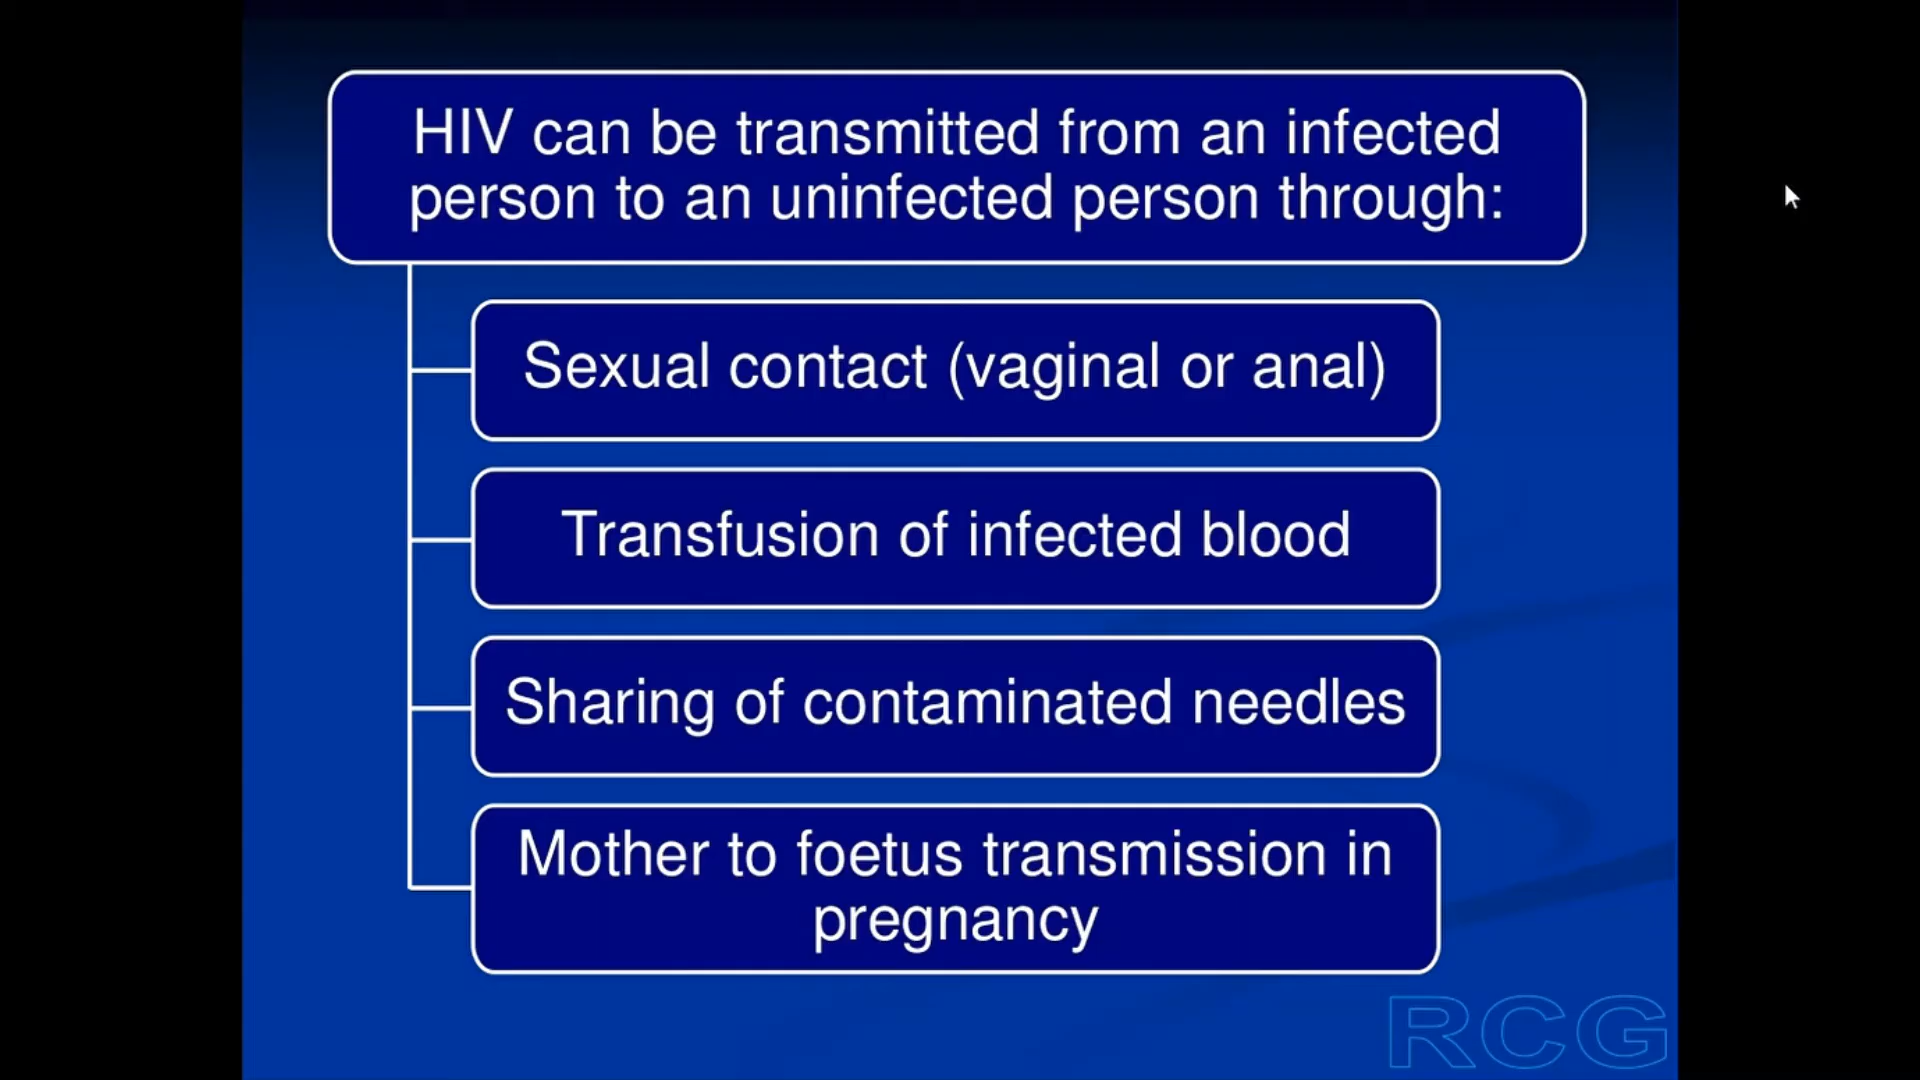 HIV can be transmitted from an infected
person to an uninfected person through:
Sexual contact (vaginal or anal)
Transfusion of infected blood
Sharing of contaminated needles
Mother to foetus transmission in
pregnancy
RCG